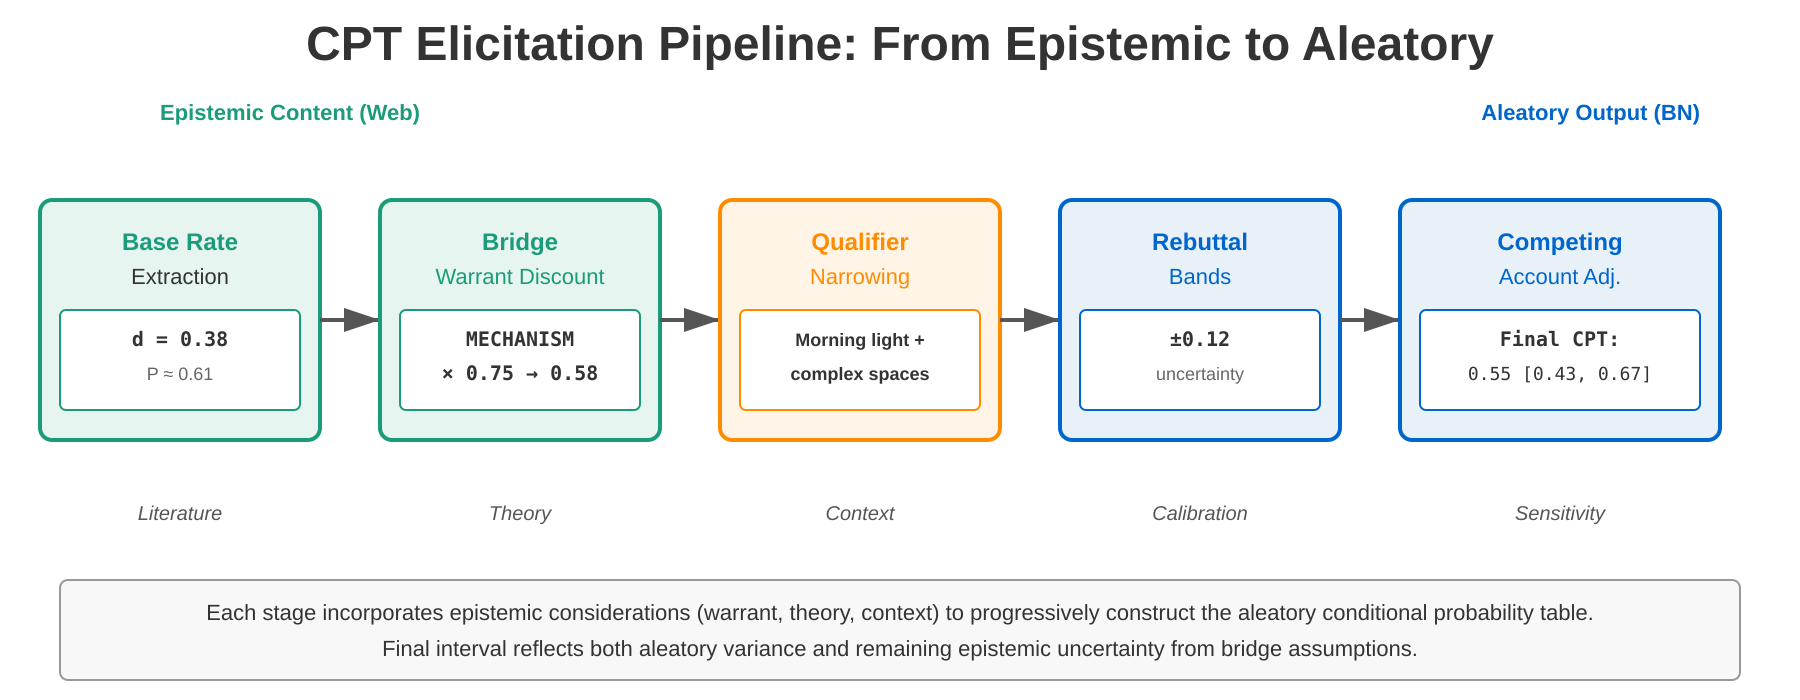 CPT Elicitation Pipeline: From Epistemic to Aleatory
Epistemic Content (Web)
Aleatory Output (BN)
Base Rate
Extraction
d = 0.38
P ≈ 0.61
Literature
Bridge
Warrant Discount
MECHANISM
× 0.75 → 0.58
Theory
Qualifier
Narrowing
Morning light +
complex spaces
Context
Rebuttal
Bands
±0.12
uncertainty
Calibration
Competing
Account Adj.
Final CPT:
0.55 [0.43, 0.67]
Sensitivity
Each stage incorporates epistemic considerations (warrant, theory, context) to progressively construct the aleatory conditional probability table.
Final interval reflects both aleatory variance and remaining epistemic uncertainty from bridge assumptions.